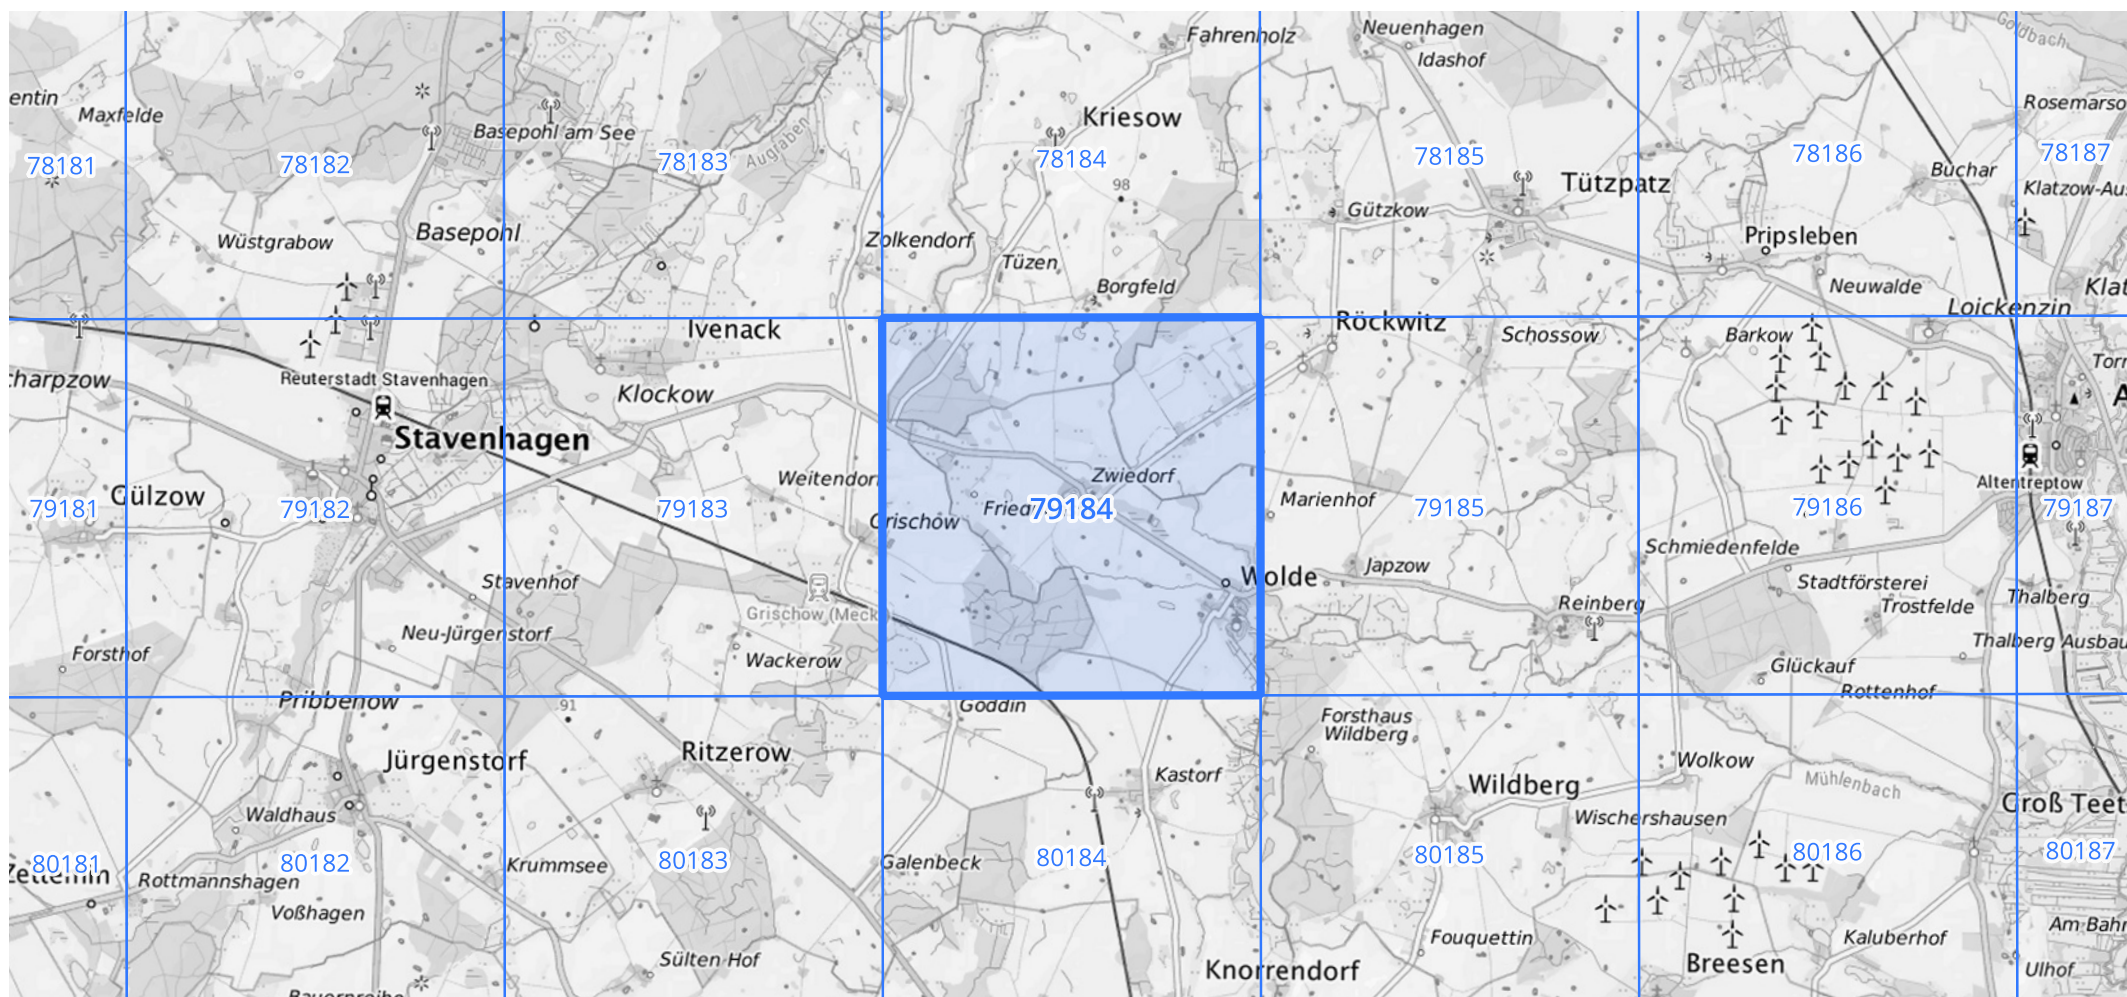 Fahrenholz
Neuenhagen
Idashof
Goldbach
entin
Maxfelde
Basepohl am See
Augraben
Kriesow
Rosemarso
78181
78182
78183
78184
78185
78186
78187
98
Buchar
Tützpatz
Klatzow-Au
Gützkow
Wüstgrabow
Basepohl
Zolkendorf
Tüzen
Pripsleben
Borgfeld
Neuwalde
Klat
Loickenzin
Ivenack
Röckwitz
Schossow
Barkow
Torn
charpzow
Reuterstadt Stavenhagen
Klockow
A
Stavenhagen
Weitendorf
Zwiedorf
Altentreptow
Gülzow
Marienhof
79181
79182
79183
Grischow
Fried
79184
79185
79186
79187
Schmiedenfelde
Stavenhof
Wolde
Japzow
Stadtförsterei
Grischow (Meck
Reinberg
Trostfelde
Thalberg
Neu-Jürgenstorf
Thalberg Ausbau
Forsthof
Wackerow
Glückauf
Rottenhof
Pribbenow
91
Goddin
Forsthaus
Wildberg
Jürgenstorf
Ritzerow
Wolkow
Kastorf
Wildberg
Mühlenbach
Groß Teet
Waldhaus
Wischershausen
80181
80182
80183
80184
80185
80186
80187
Zettemin
Rottmannshagen
Krummsee
Galenbeck
Voßhagen
Am Bahn
Fouquettin
Kaluberhof
Sülten Hof
Knorrendorf
Breesen
Ulhof